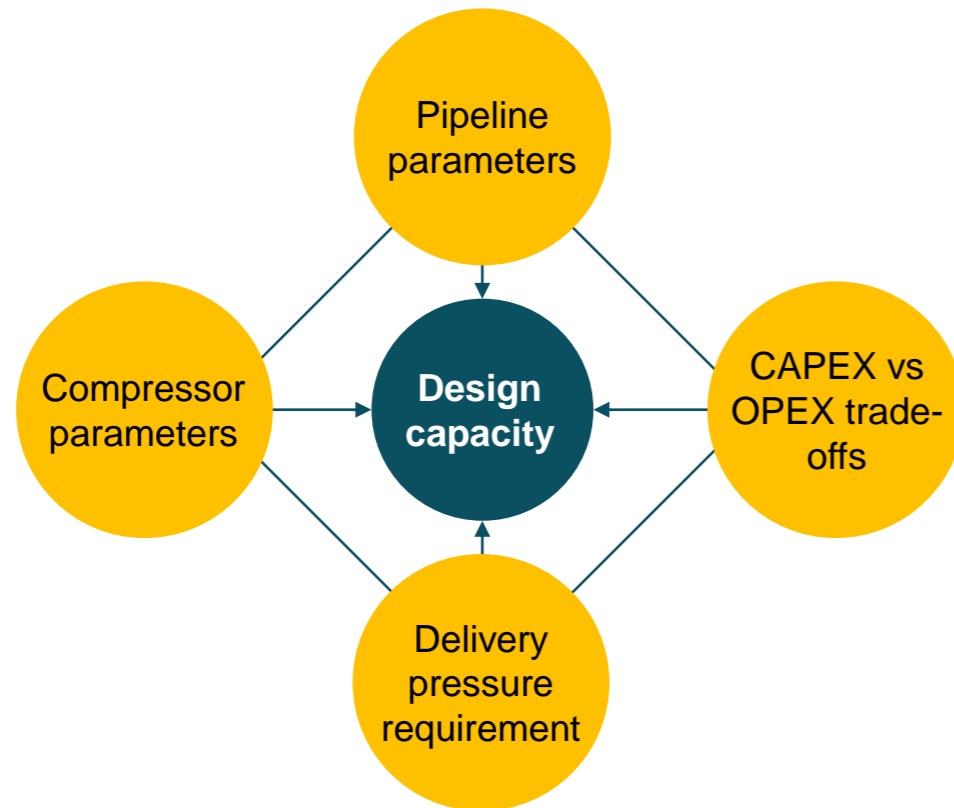 Pipeline
parameters
Compressor
parameters
Design
capacity
CAPEX vs
OPEX trade-
offs
Delivery
pressure
requirement